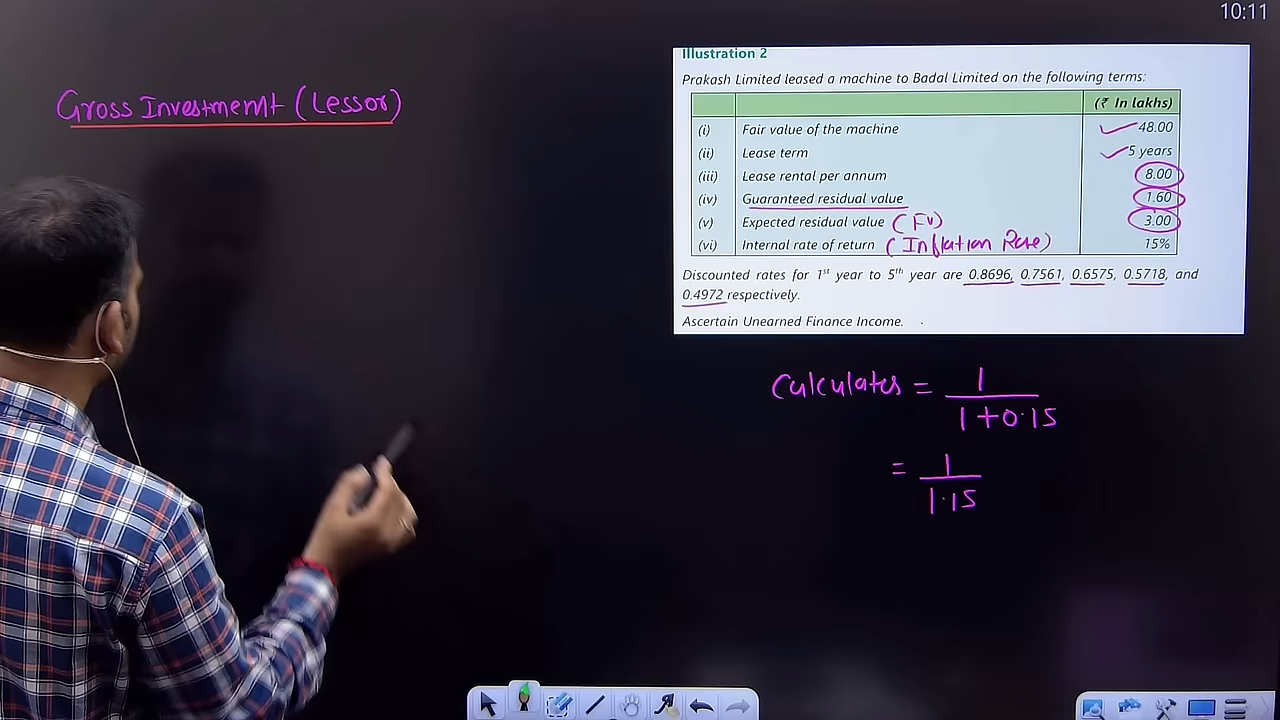 10:11
Gross Investment (Lessor)
Illustration 2
Prakash Limited leased a machine to Badal Limited on the following terms:
(₹ In lakhs)
(i) Fair value of the machine 48.00
(ii) Lease term 5 years
(iii) Lease rental per annum 8.00
(iv) Guaranteed residual value 1.60
(v) Expected residual value (FV) 3.00
(vi) Internal rate of return (Inflation Rate) 15%
Discounted rates for 1st year to 5th year are 0.8696, 0.7561, 0.6575, 0.5718, and
0.4972 respectively.
Ascertain Unearned Finance Income.
Calculates = 1
1+0.15
= 1
1.15